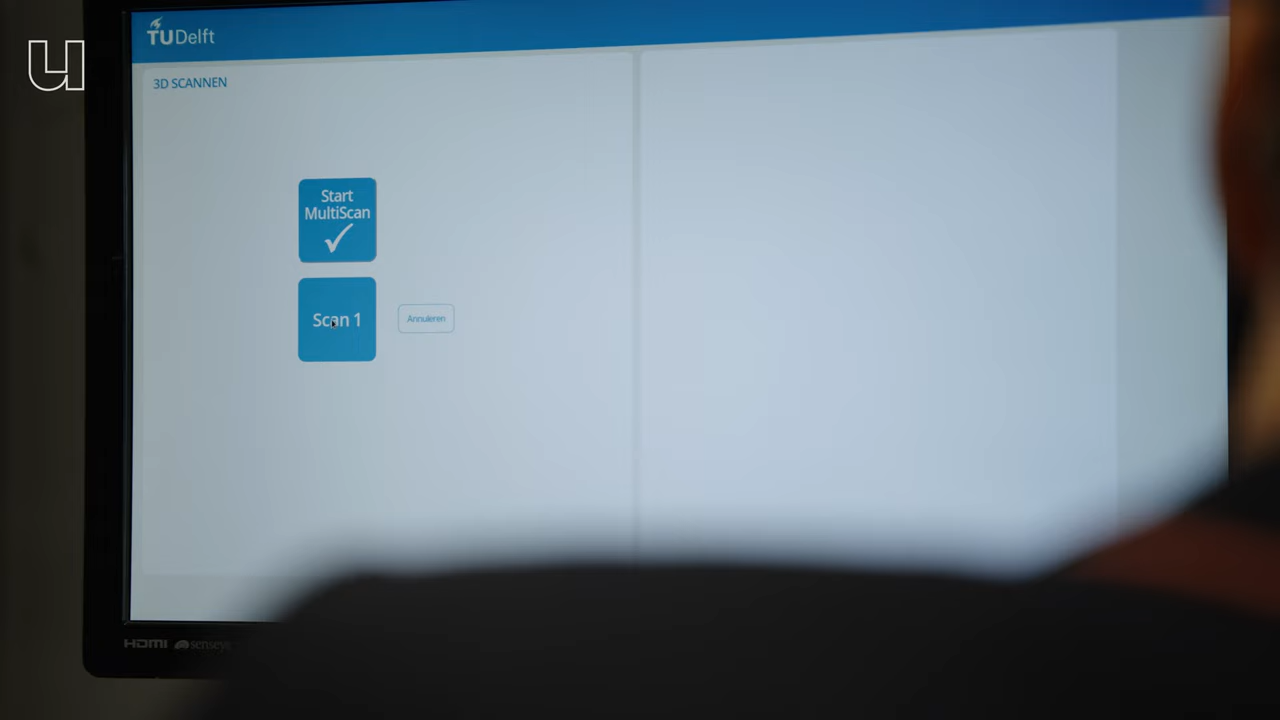 u
TUDelft
3D SCANNEN
Start
MultiScan
Scan 1
Annuleren
HDMI